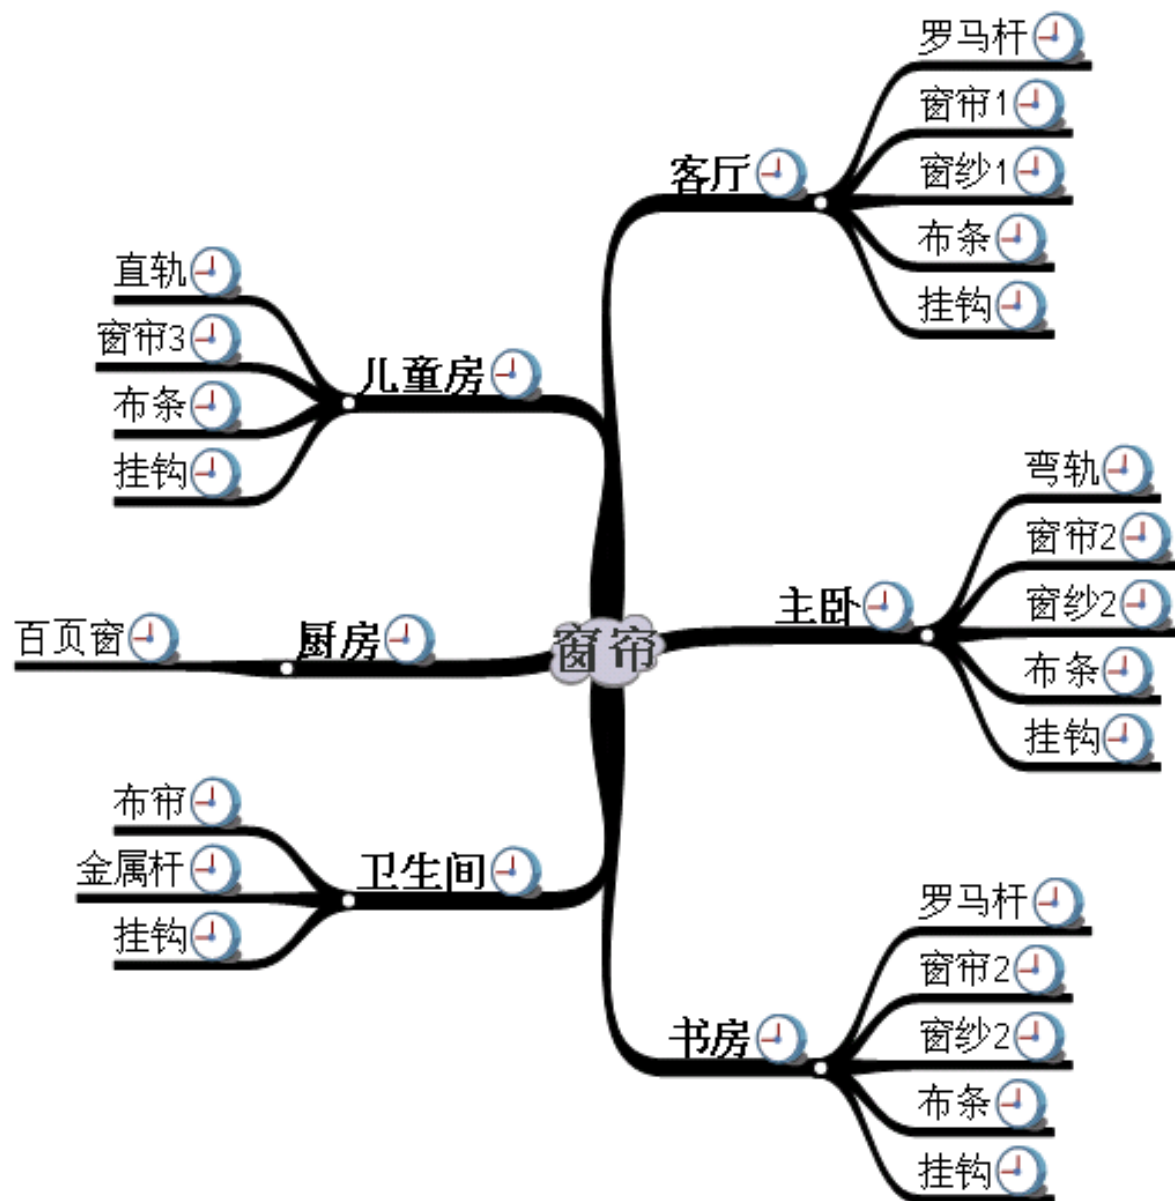 窗帘
客厅
罗马杆
窗帘1
窗纱1
布条
挂钩
主卧
弯轨
窗帘2
窗纱2
布条
挂钩
书房
罗马杆
窗帘2
窗纱2
布条
挂钩
儿童房
直轨
窗帘3
布条
挂钩
厨房
百页窗
卫生间
布帘
金属杆
挂钩